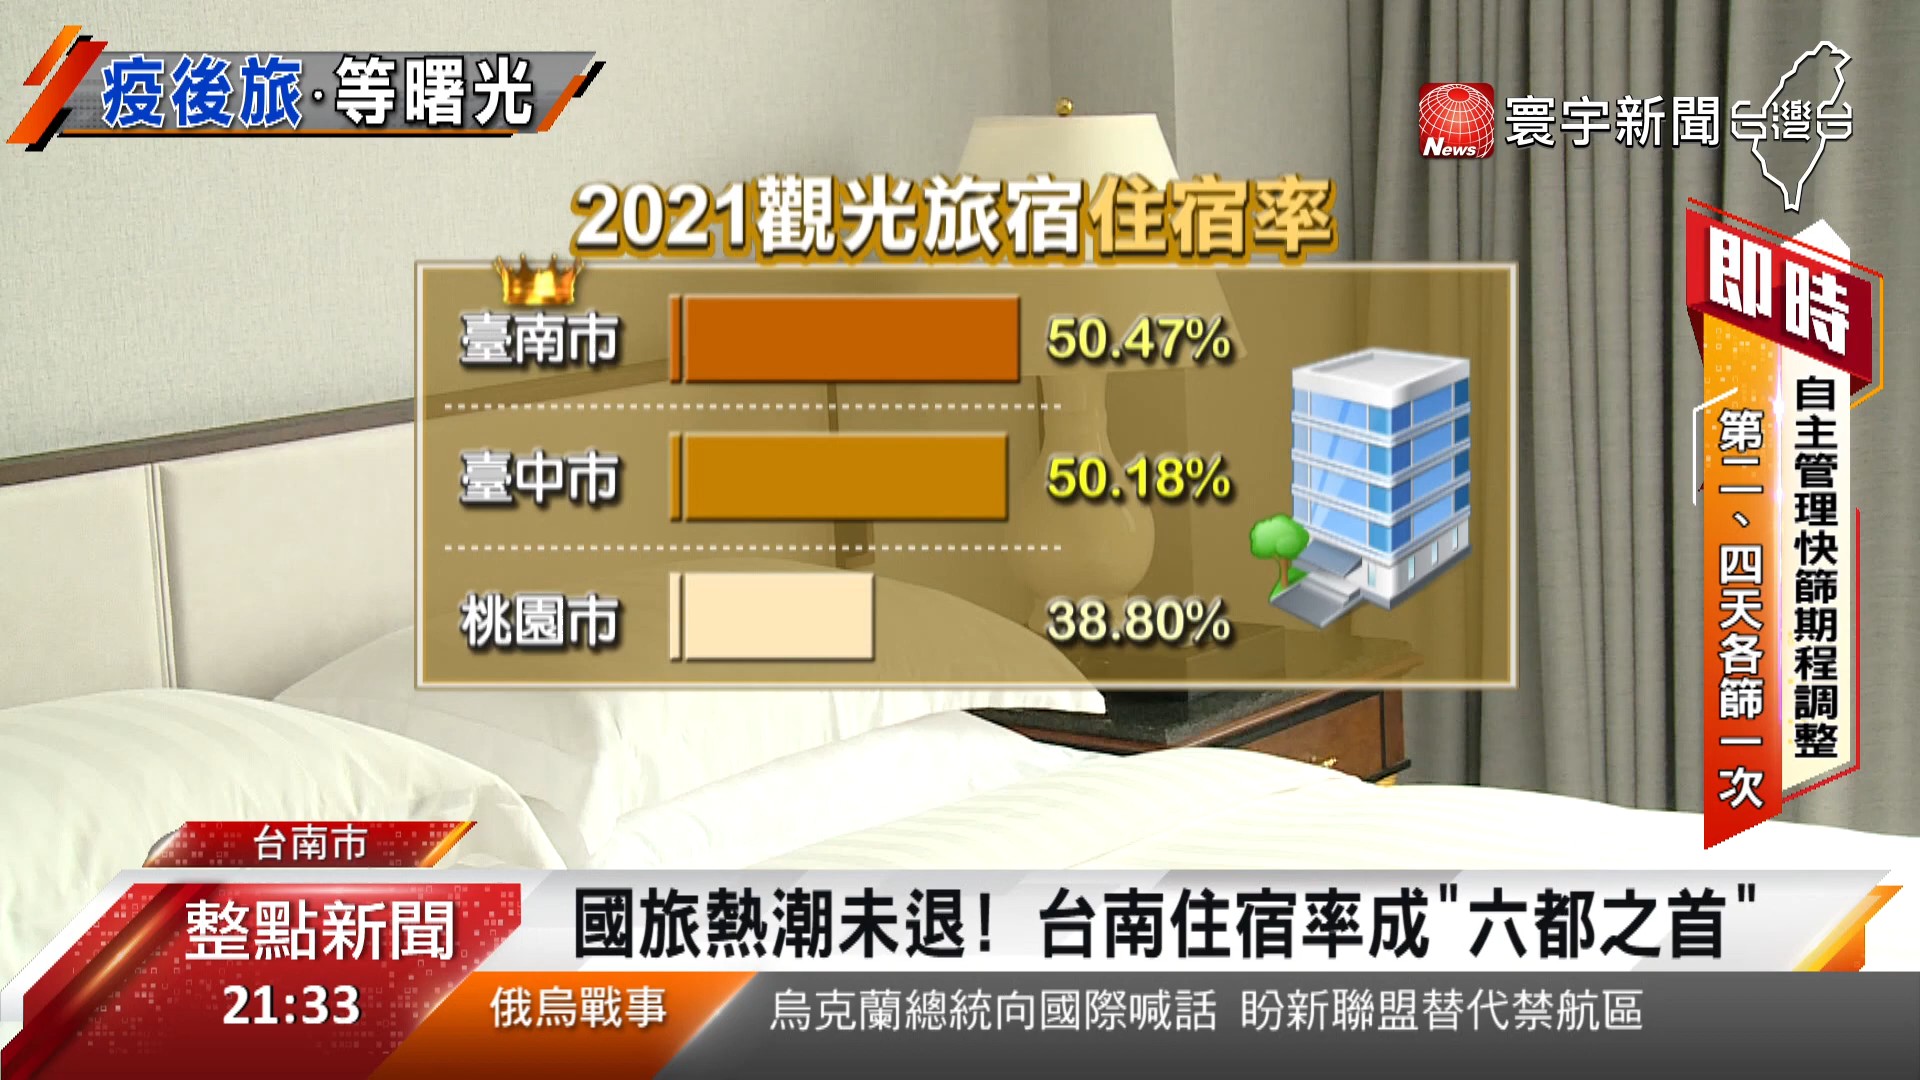 疫後旅·等曙光
News
寰宇新聞
台灣
2021觀光旅宿住宿率
臺南市 50.47%
臺中市 50.18%
桃園市 38.80%
即時
自主管理快篩期程調整
第二、四天各篩一次
台南市
整點新聞
國旅熱潮未退! 台南住宿率成"六都之首"
21:33
俄烏戰事
烏克蘭總統向國際喊話 盼新聯盟替代禁航區